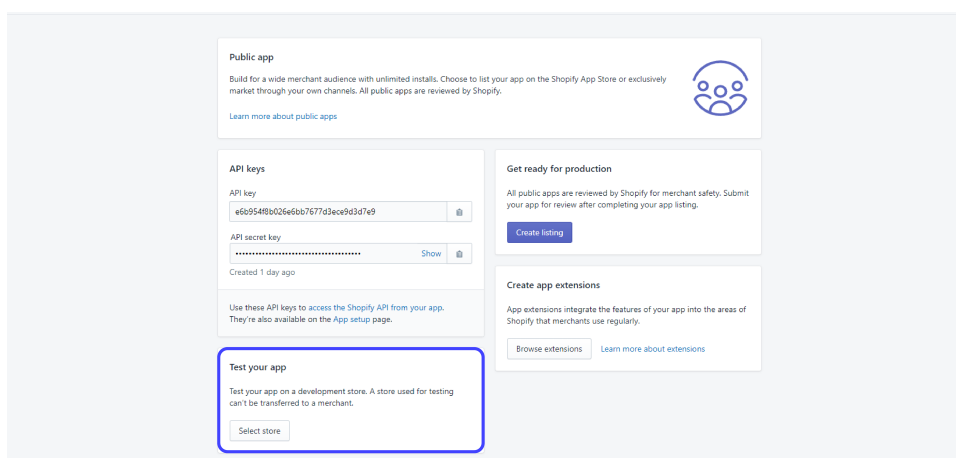 Public app
Build for a wide merchant audience with unlimited installs. Choose to list your app on the Shopify App Store or exclusively
market through your own channels. All public apps are reviewed by Shopify.
Learn more about public apps
API keys
API key
e6b954f8b026e6bb7677d3ece9d3d7e9
API secret key
•••••••••••••••••••••••••••••••••••••• Show
Created 1 day ago
Use these API keys to access the Shopify API from your app.
They're also available on the App setup page.
Get ready for production
All public apps are reviewed by Shopify for merchant safety. Submit
your app for review after completing your app listing.
Create listing
Create app extensions
App extensions integrate the features of your app into the areas of
Shopify that merchants use regularly.
Browse extensions Learn more about extensions
Test your app
Test your app on a development store. A store used for testing
can't be transferred to a merchant.
Select store